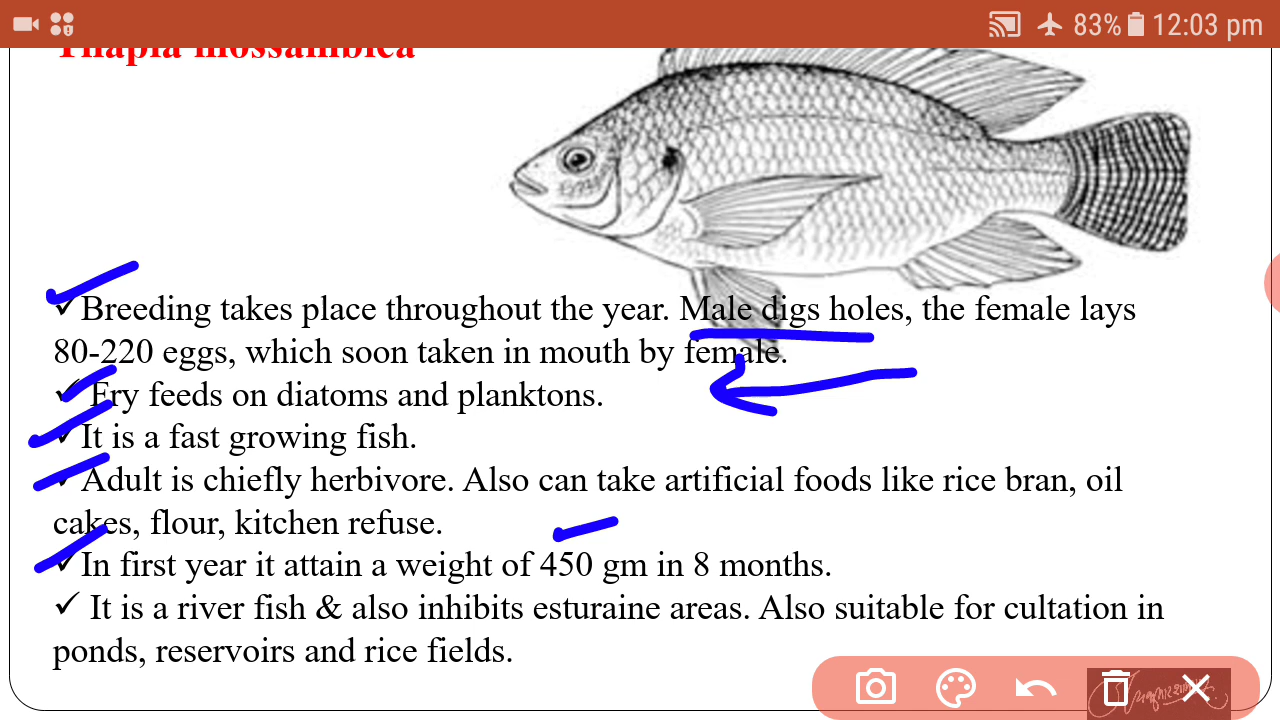 83% 12:03 pm
Tilapia mossambica
✓Breeding takes place throughout the year. Male digs holes, the female lays
80-220 eggs, which soon taken in mouth by female.
✓ Fry feeds on diatoms and planktons.
✓It is a fast growing fish.
✓Adult is chiefly herbivore. Also can take artificial foods like rice bran, oil
cakes, flour, kitchen refuse.
✓In first year it attain a weight of 450 gm in 8 months.
✓ It is a river fish & also inhibits esturaine areas. Also suitable for cultation in
ponds, reservoirs and rice fields.